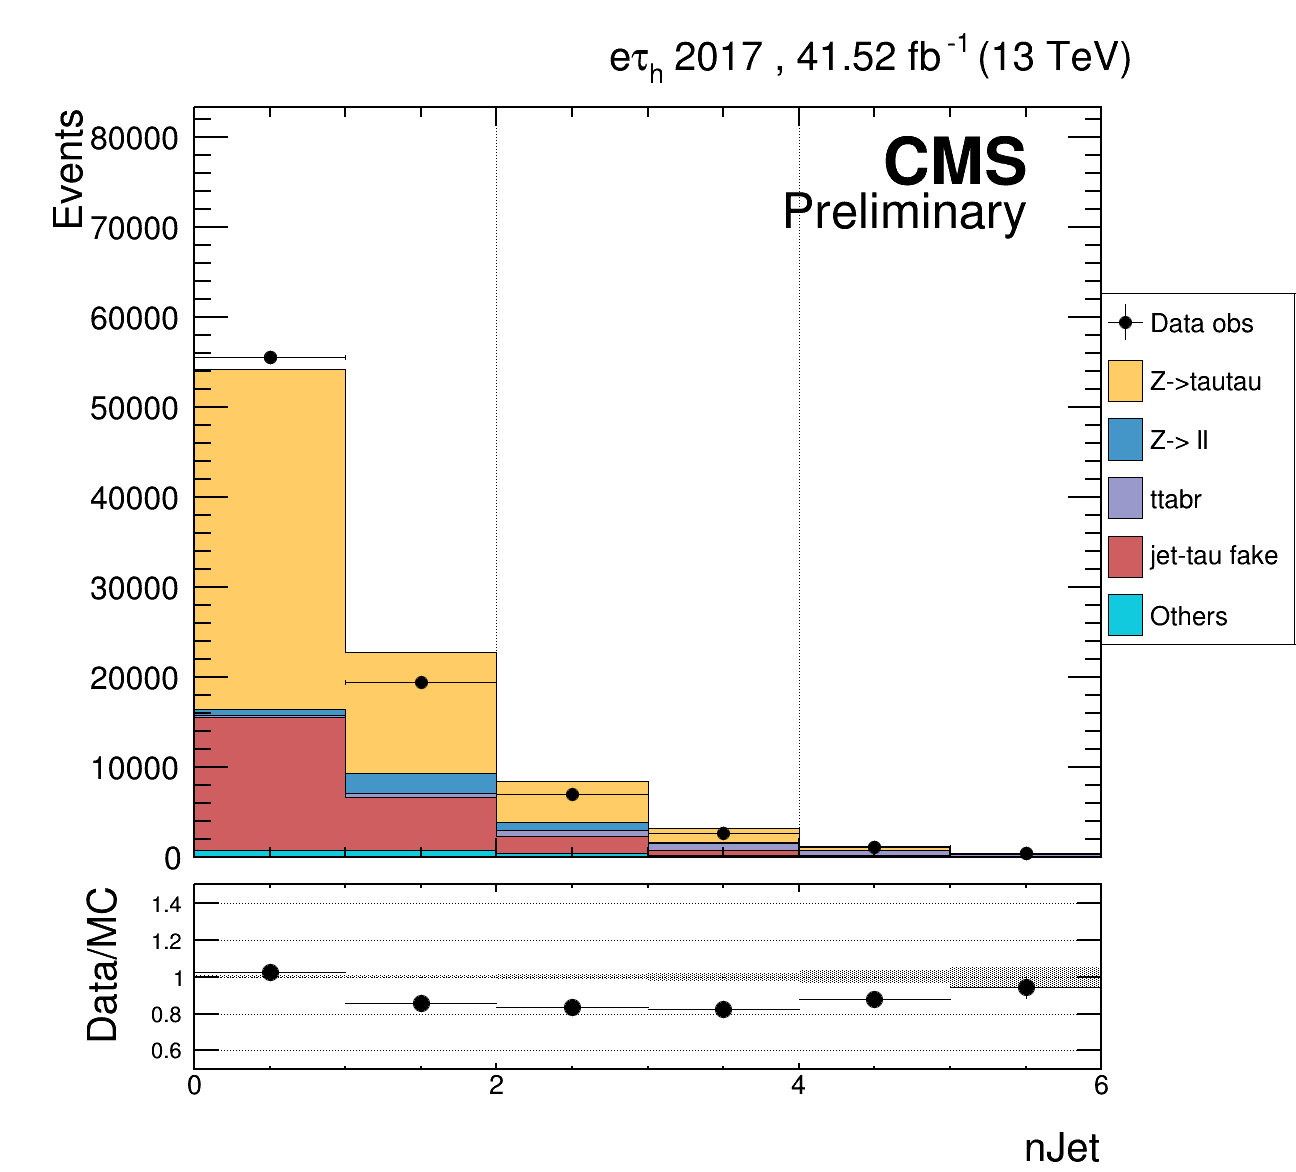 eτh 2017 , 41.52 fb-1 (13 TeV)
Events
80000
70000
60000
50000
40000
30000
20000
10000
0
CMS
Preliminary
Data obs
Z->tautau
Z-> ll
ttabr
jet-tau fake
Others
Data/MC
1.4
1.2
1
0.8
0.6
0 2 4 6
nJet